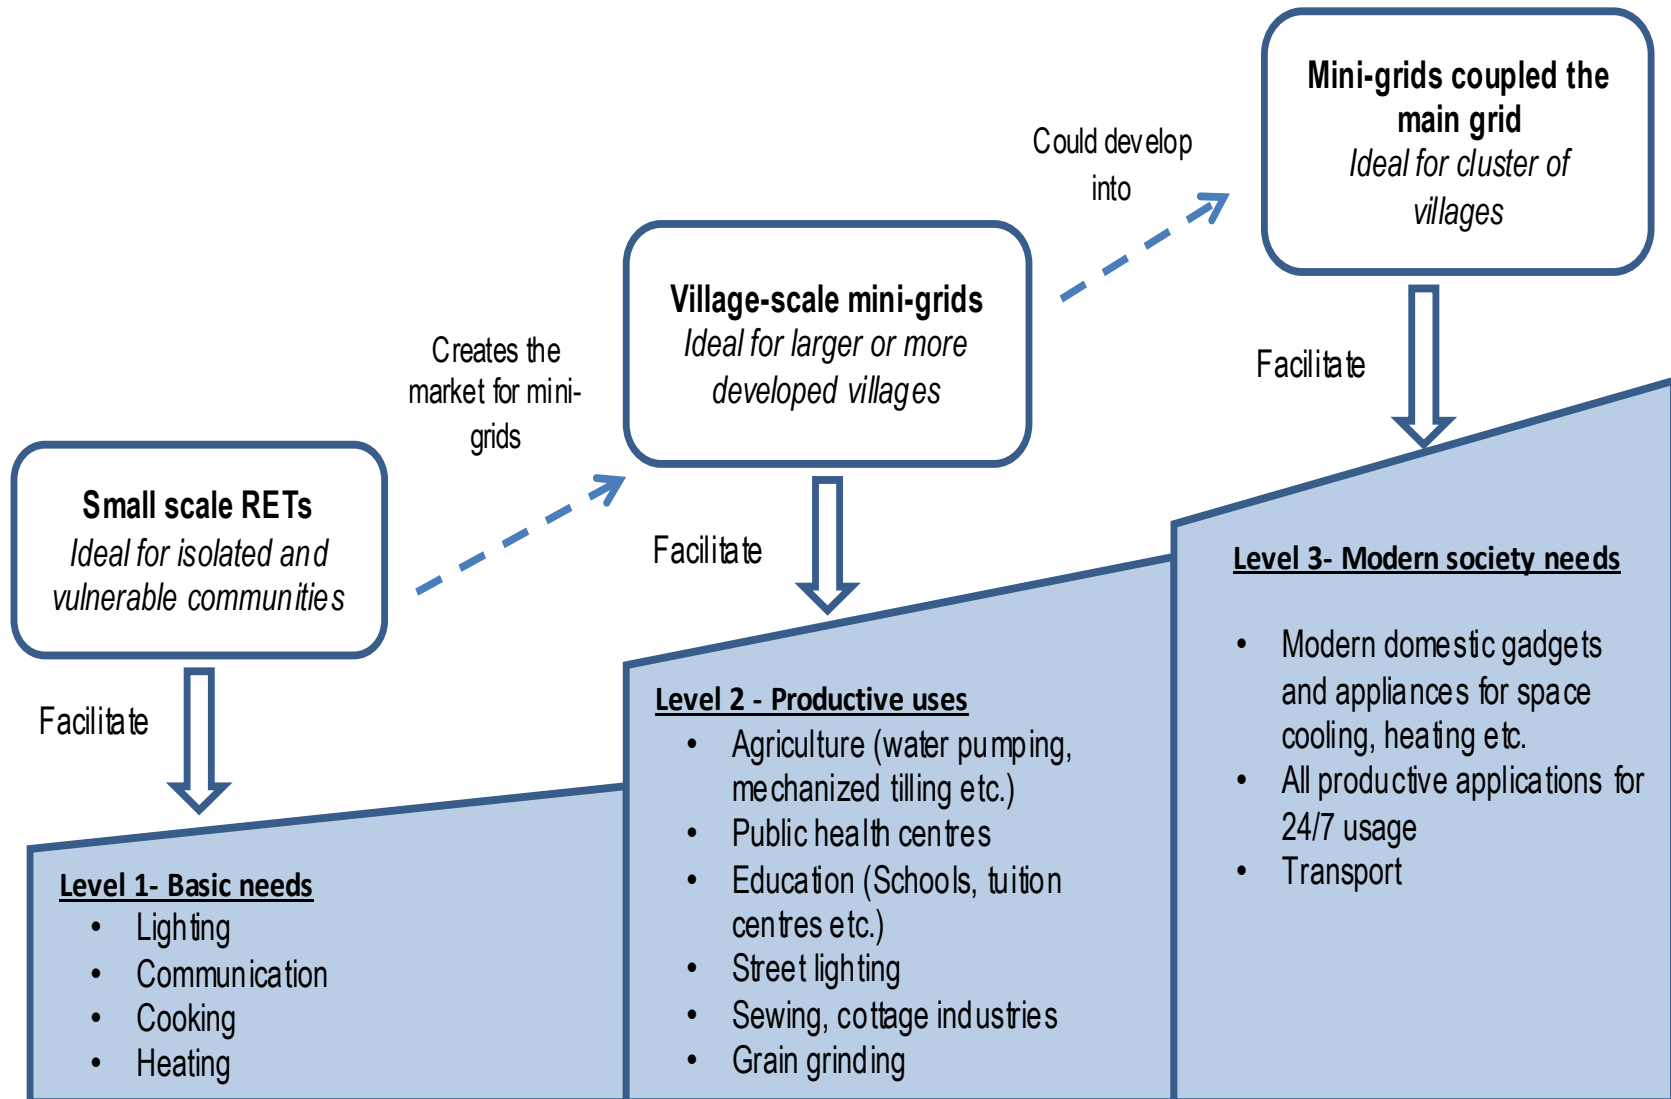 Mini-grids coupled the
main grid
Ideal for cluster of
villages
Could develop
into
Village-scale mini-grids
Ideal for larger or more
developed villages
Creates the
market for mini-
grids
Small scale RETs
Ideal for isolated and
vulnerable communities
Facilitate
Facilitate
Facilitate
Level 1- Basic needs
• Lighting
• Communication
• Cooking
• Heating
Level 2 - Productive uses
• Agriculture (water pumping,
mechanized tilling etc.)
• Public health centres
• Education (Schools, tuition
centres etc.)
• Street lighting
• Sewing, cottage industries
• Grain grinding
Level 3- Modern society needs
• Modern domestic gadgets
and appliances for space
cooling, heating etc.
• All productive applications for
24/7 usage
• Transport